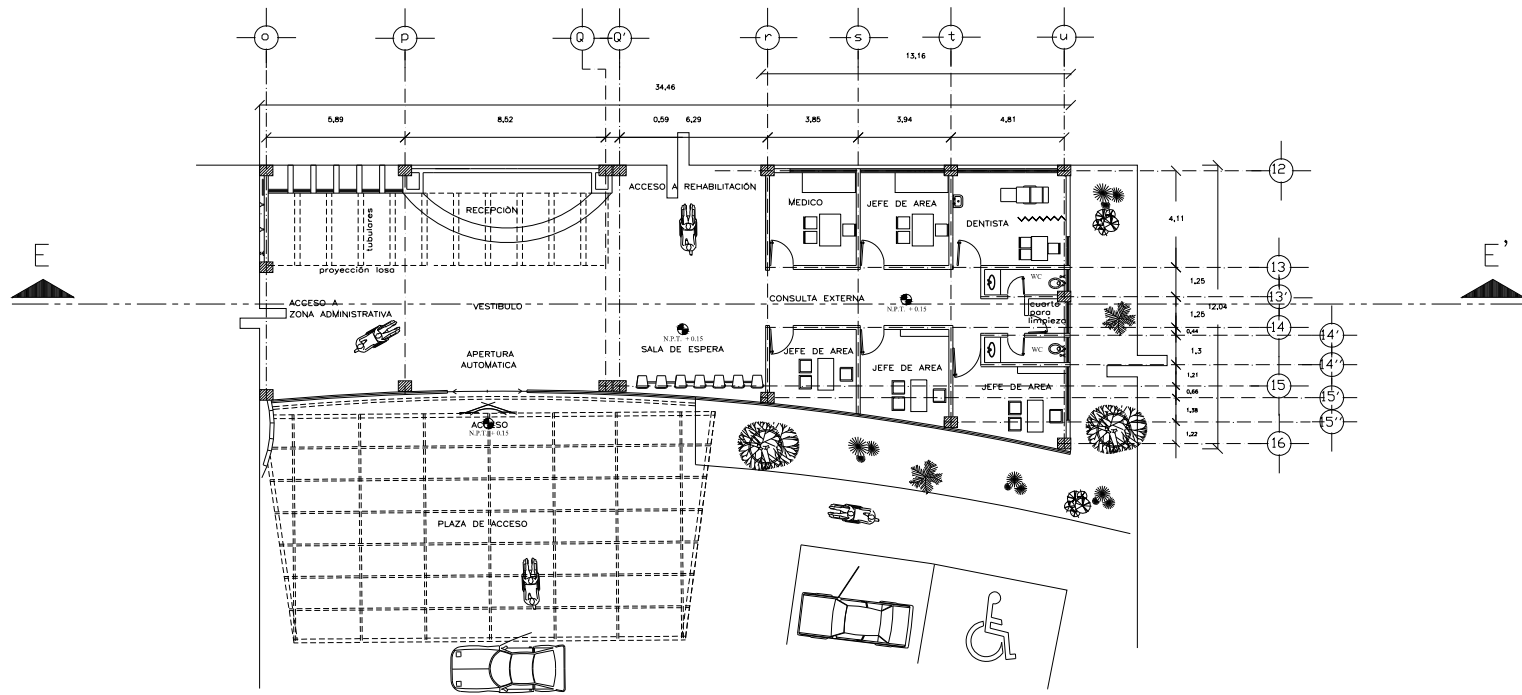 o p Q Q' r s t u
13,16
34,46
5,89 8,52 0,59 6,29 3,85 3,94 4,81
12
ACCESO A REHABILITACIÓN
MEDICO
JEFE DE AREA
RECEPCIÓN
tubulares
DENTISTA
4,11
E
E'
proyección losa
13
WC
1,25
13'
CONSULTA EXTERNA
ACCESO A
ZONA ADMINISTRATIVA
VESTIBULO
N.P.T. + 0.15
cuarto
para
limpieza
12,04
1,25
14
0,44
14'
N.P.T. + 0.15
SALA DE ESPERA
JEFE DE AREA
WC
1,3
APERTURA
AUTOMATICA
14''
JEFE DE AREA
1,21
15
JEFE DE AREA
0,66
15'
1,38
15''
ACCESO
N.P.T. + 0.15
1,22
16
PLAZA DE ACCESO